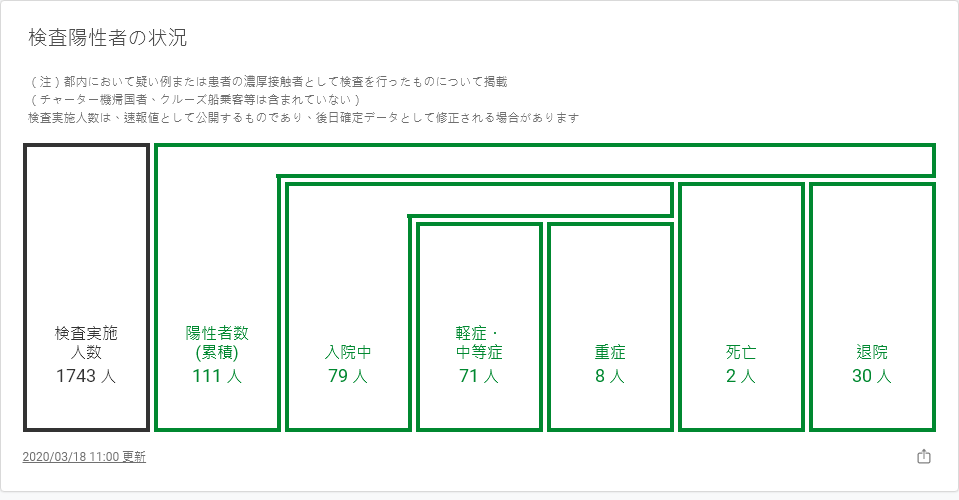 検査陽性者の状況
（注）都内において疑い例または患者の濃厚接触者として検査を行ったものについて掲載
（チャーター機帰国者、クルーズ船乗客等は含まれていない）
検査実施人数は、速報値として公開するものであり、後日確定データとして修正される場合があります
検査実施
人数
1743 人
陽性者数
(累積)
111 人
入院中
79 人
軽症・
中等症
71 人
重症
8 人
死亡
2 人
退院
30 人
2020/03/18 11:00 更新